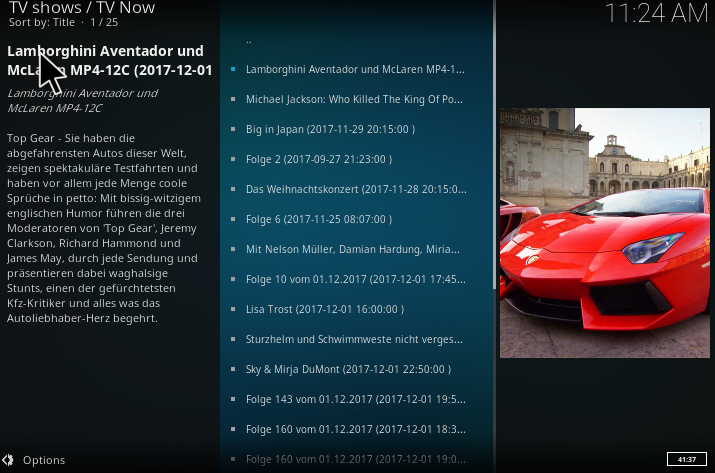 TV shows / TV Now
Sort by: Title · 1 / 25
11:24 AM
Lamborghini Aventador und
McLaren MP4-12C (2017-12-01
Lamborghini Aventador und
McLaren MP4-12C
Top Gear - Sie haben die
abgefahrensten Autos dieser Welt,
zeigen spektakuläre Testfahrten und
haben vor allem jede Menge coole
Sprüche in petto: Mit bissig-witzigem
englischen Humor führen die drei
Moderatoren von 'Top Gear', Jeremy
Clarkson, Richard Hammond und
James May, durch jede Sendung und
präsentieren dabei waghalsige
Stunts, einen der gefürchtetsten
Kfz-Kritiker und alles was das
Autoliebhaber-Herz begehrt.
..
Lamborghini Aventador und McLaren MP4-1...
Michael Jackson: Who Killed The King Of Po...
Big in Japan (2017-11-29 20:15:00 )
Folge 2 (2017-09-27 21:23:00 )
Das Weihnachtskonzert (2017-11-28 20:15:0...
Folge 6 (2017-11-25 08:07:00 )
Mit Nelson Müller, Damian Hardung, Miria...
Folge 10 vom 01.12.2017 (2017-12-01 17:45...
Lisa Trost (2017-12-01 16:00:00 )
Sturzhelm und Schwimmweste nicht verges...
Sky & Mirja DuMont (2017-12-01 22:50:00 )
Folge 143 vom 01.12.2017 (2017-12-01 19:5...
Folge 160 vom 01.12.2017 (2017-12-01 18:3...
Folge 160 vom 01.12.2017 (2017-12-01 19:0...
Options
41:37